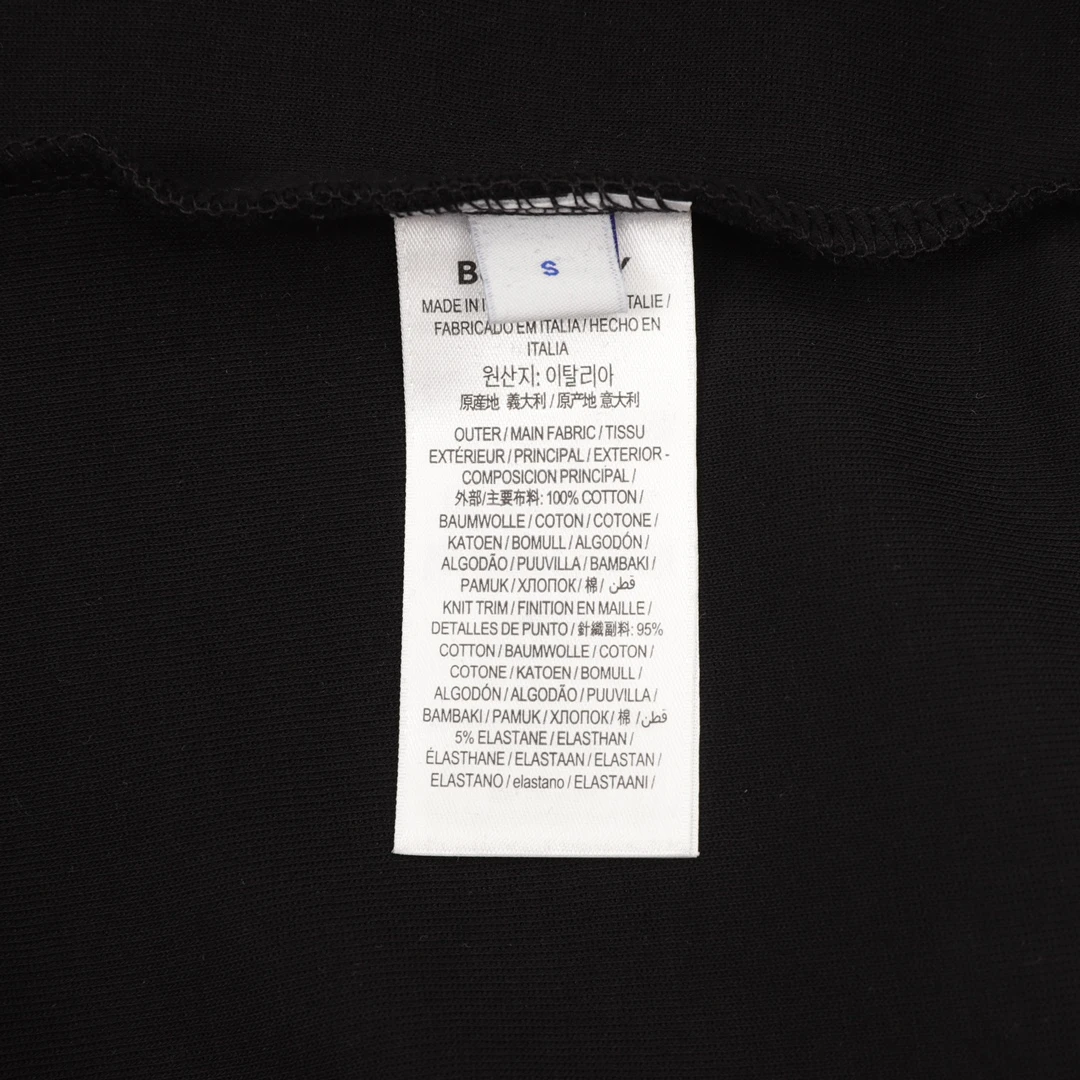 S
MADE IN
TALIE /
FABRICADO EM ITALIA / HECHO EN
ITALIA
원산지: 이탈리아
原産地 義大利 / 原产地 意大利
OUTER / MAIN FABRIC / TISSU
EXTÉRIEUR / PRINCIPAL / EXTERIOR -
COMPOSICION PRINCIPAL /
外部/主要布料: 100% COTTON /
BAUMWOLLE / COTON / COTONE /
KATOEN / BOMULL / ALGODÓN /
ALGODÃO / PUUVILLA / BAMBAKI /
PAMUK / ХЛОПОК / 棉 / قطن
KNIT TRIM / FINITION EN MAILLE /
DETALLES DE PUNTO / 針織副料: 95%
COTTON / BAUMWOLLE / COTON /
COTONE / KATOEN / BOMULL /
ALGODÓN / ALGODÃO / PUUVILLA /
BAMBAKI / PAMUK / ХЛОПОК / 棉 / قطن
5% ELASTANE / ELASTHAN /
ÉLASTHANE / ELASTAAN / ELASTAN /
ELASTANO / elastano / ELASTAANI /